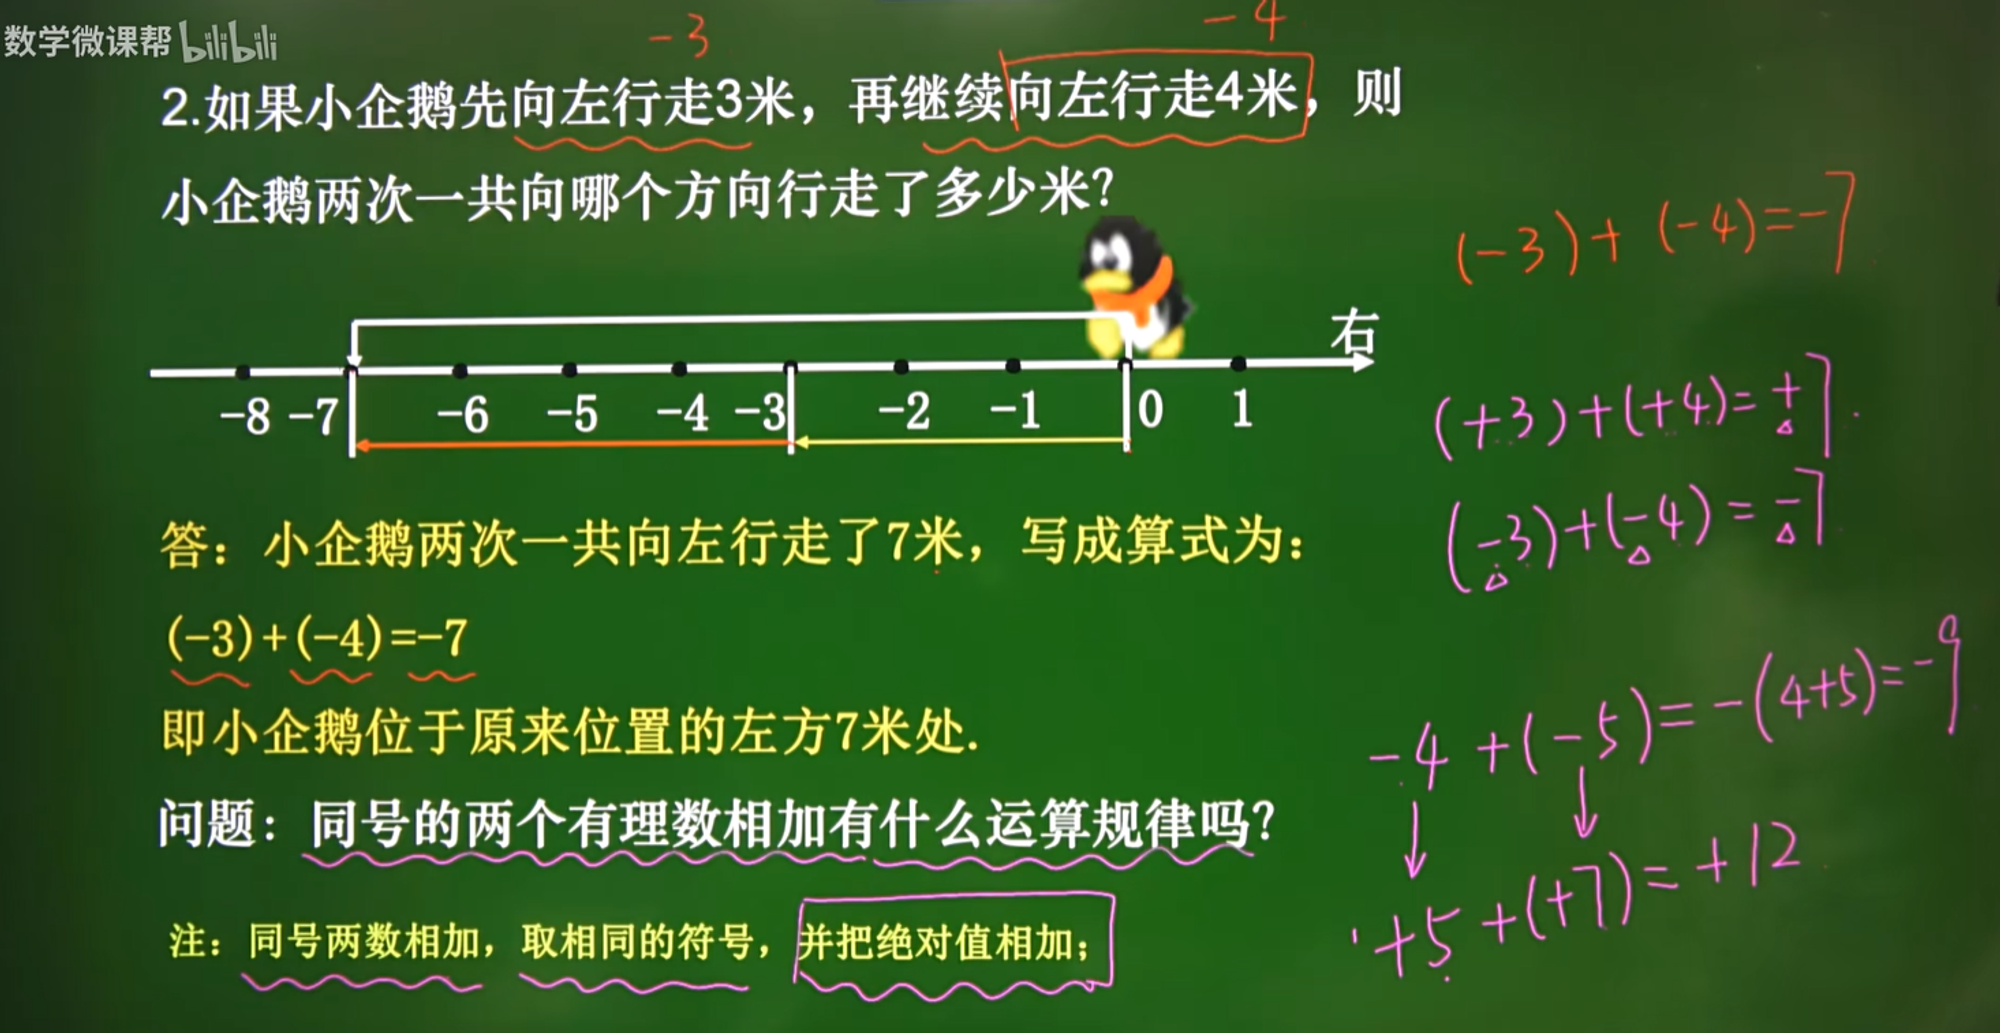 数学微课帮 bilibili
-3
-4
2.如果小企鹅先向左行走3米，再继续向左行走4米，则
小企鹅两次一共向哪个方向行走了多少米？
(-3)+(-4)=-7
右
-8 -7 -6 -5 -4 -3 -2 -1 0 1
(+3)+(+4)=+7.
(-3)+(-4)=-7
答：小企鹅两次一共向左行走了7米，写成算式为：
(-3)+(-4)=-7
即小企鹅位于原来位置的左方7米处.
-4+(-5)=-(4+5)=-9
问题：同号的两个有理数相加有什么运算规律吗？
+5+(+7)=+12
注：同号两数相加，取相同的符号，并把绝对值相加；